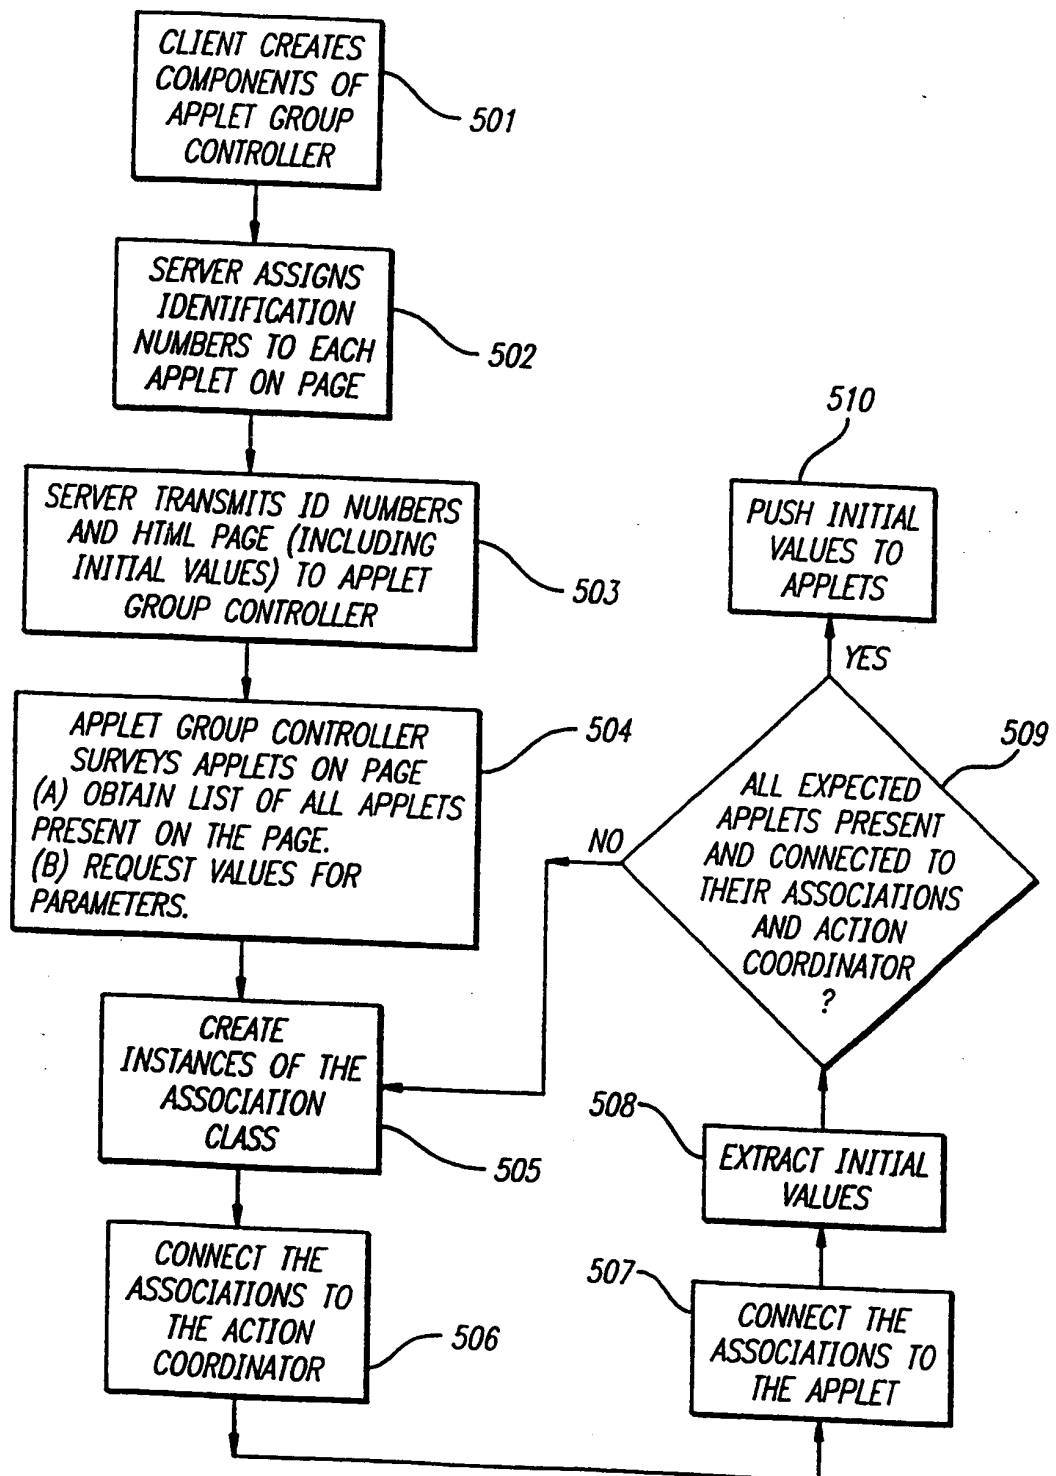 CLIENT CREATES
COMPONENTS OF
APPLET GROUP
CONTROLLER
501
SERVER ASSIGNS
IDENTIFICATION
NUMBERS TO EACH
APPLET ON PAGE
502
SERVER TRANSMITS ID NUMBERS
AND HTML PAGE (INCLUDING
INITIAL VALUES) TO APPLET
GROUP CONTROLLER
503
APPLET GROUP CONTROLLER
SURVEYS APPLETS ON PAGE
(A) OBTAIN LIST OF ALL APPLETS
PRESENT ON THE PAGE.
(B) REQUEST VALUES FOR
PARAMETERS.
504
CREATE
INSTANCES OF THE
ASSOCIATION
CLASS
505
CONNECT THE
ASSOCIATIONS TO
THE ACTION
COORDINATOR
506
507
CONNECT THE
ASSOCIATIONS TO
THE APPLET
508
EXTRACT INITIAL
VALUES
509
ALL EXPECTED
APPLETS PRESENT
AND CONNECTED TO
THEIR ASSOCIATIONS
AND ACTION
COORDINATOR
?
NO
YES
510
PUSH INITIAL
VALUES TO
APPLETS